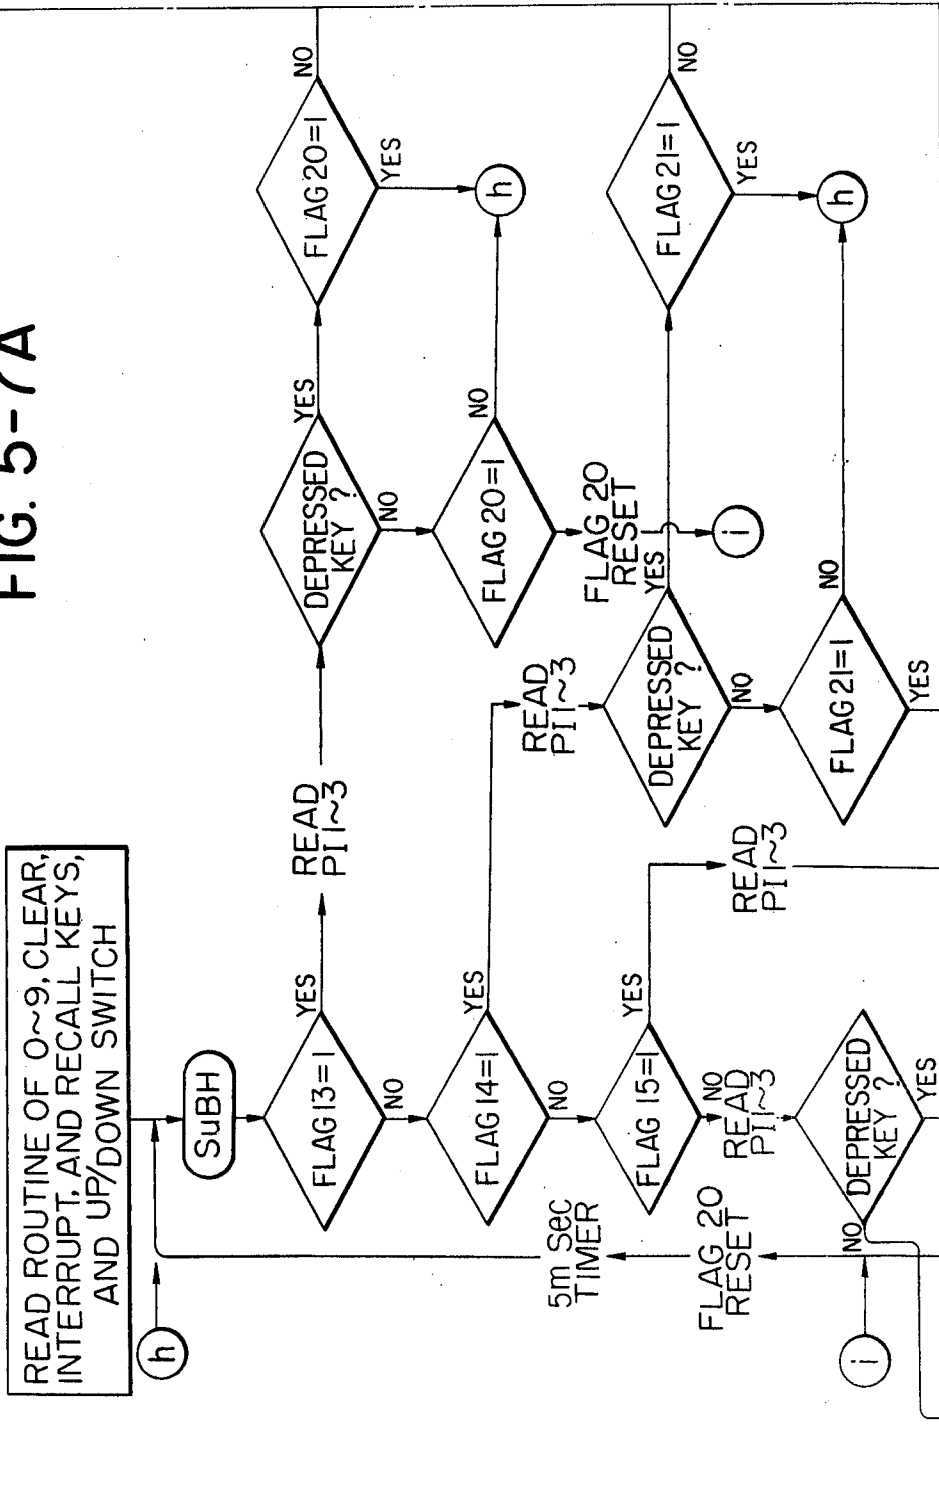 FIG. 5-7A
READ ROUTINE OF 0~9, CLEAR,
INTERRUPT, AND RECALL KEYS,
AND UP/DOWN SWITCH
h
SuBH
FLAG 13=1
YES
NO
READ
PI1~3
DEPRESSED
KEY ?
YES
NO
FLAG 20=1
NO
YES
h
FLAG 20=1
NO
FLAG 20
RESET
i
FLAG 14=1
YES
NO
READ
PI1~3
DEPRESSED
KEY ?
YES
NO
FLAG 21=1
NO
YES
h
FLAG 21=1
NO
YES
FLAG 15=1
YES
NO
READ
PI1~3
READ
PI1~3
DEPRESSED
KEY ?
YES
NO
5m Sec
TIMER
FLAG 20
RESET
i